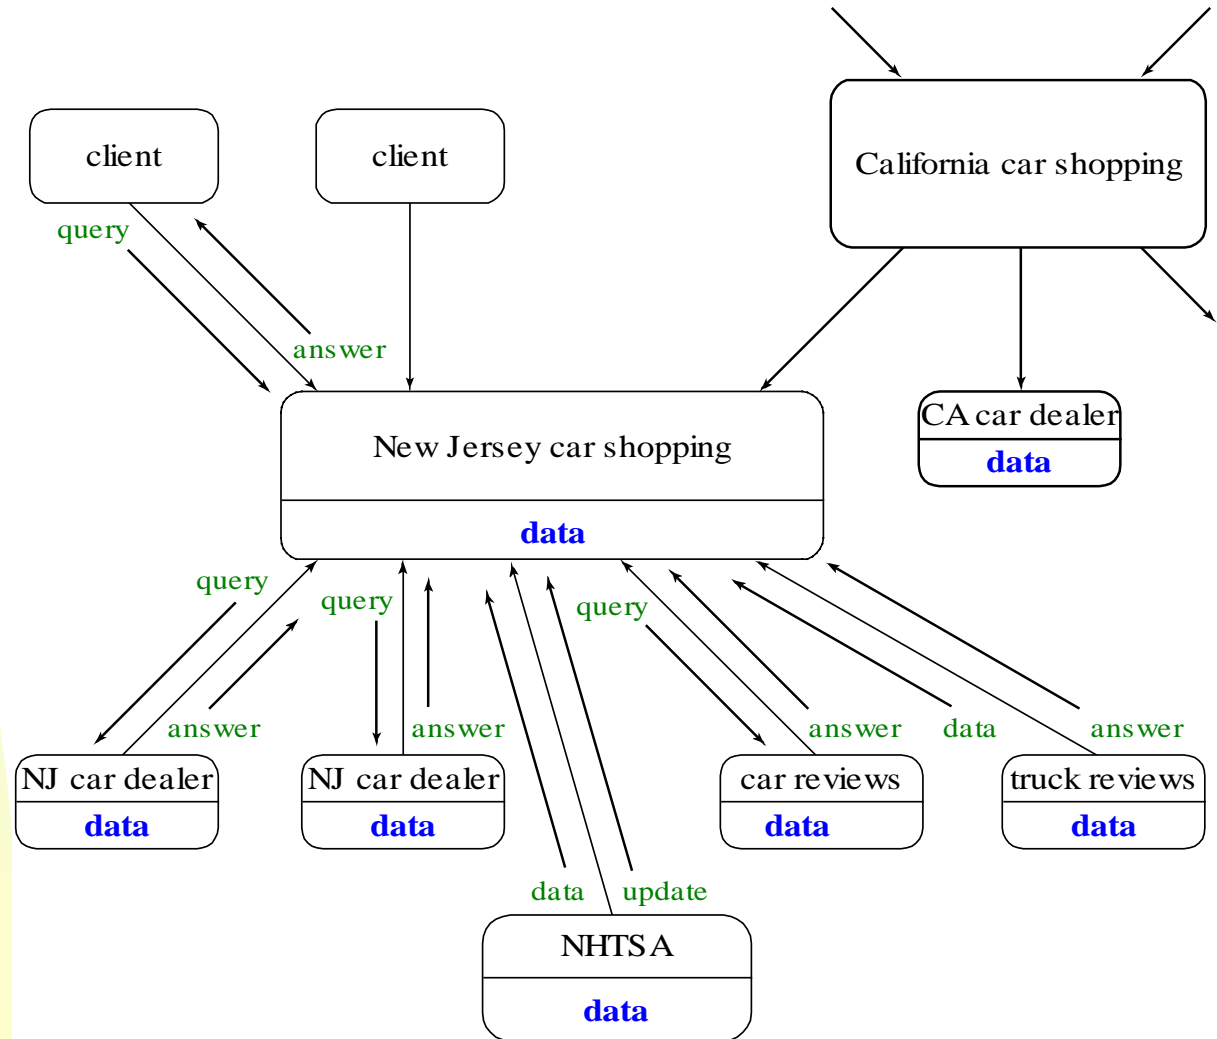 client
client
California car shopping
query
answer
New Jersey car shopping
data
CA car dealer
data
query
query
query
answer
answer
answer
data
answer
NJ car dealer
data
NJ car dealer
data
car reviews
data
truck reviews
data
data
update
NHTSA
data